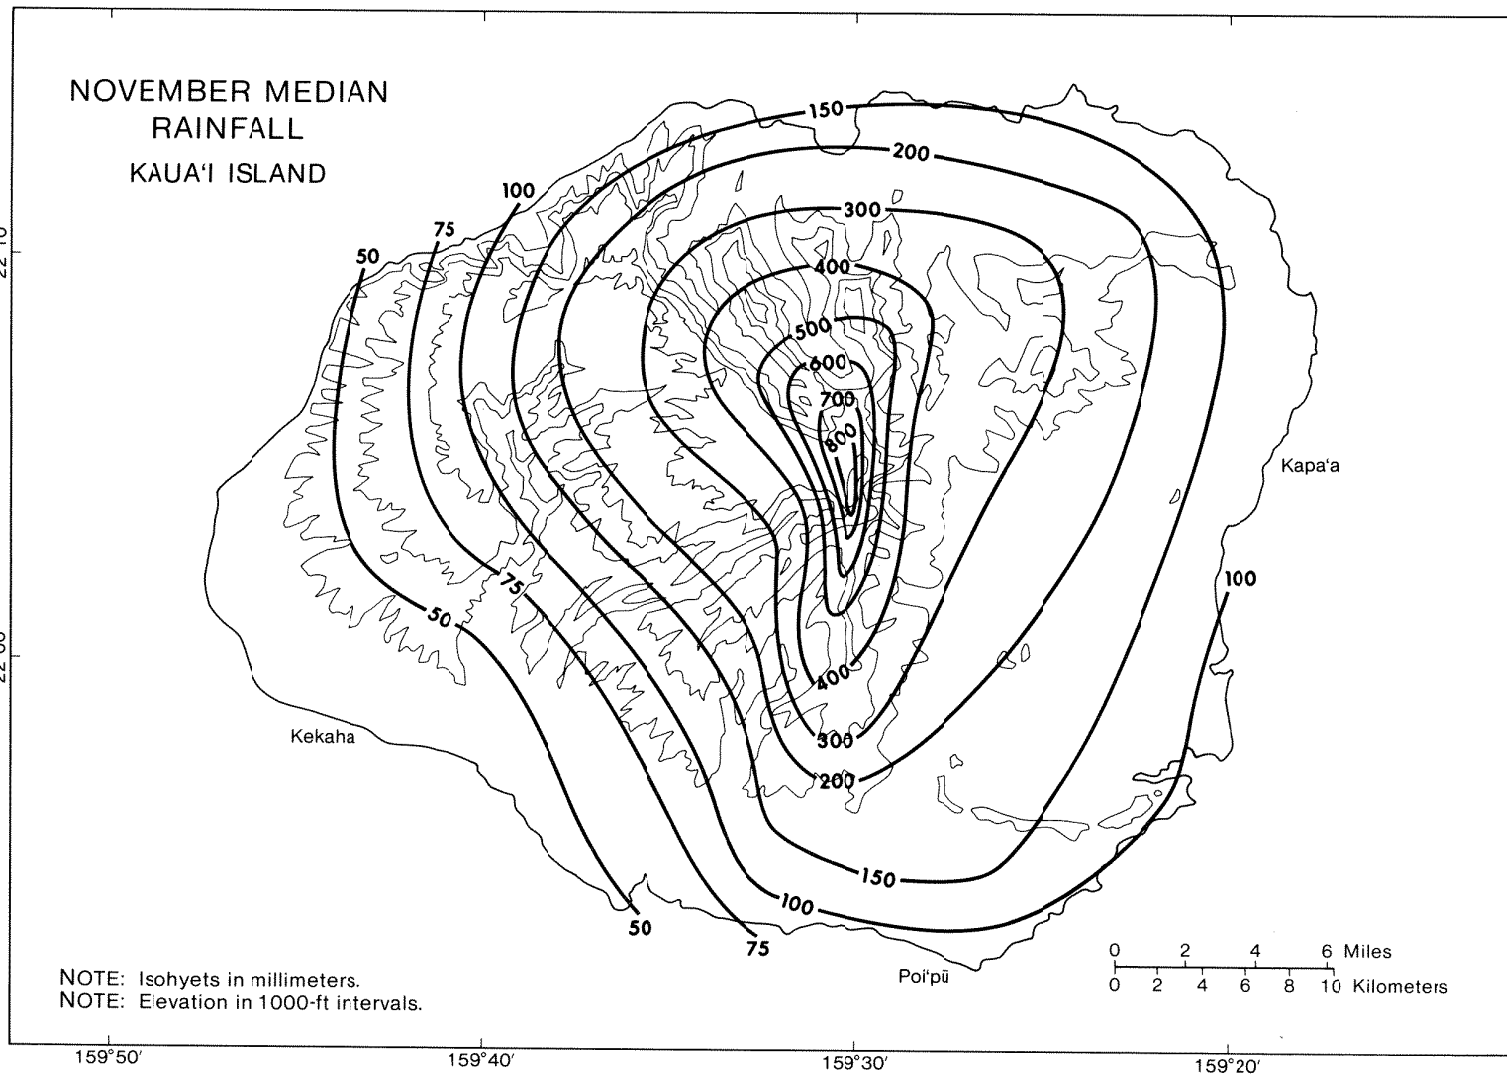 NOVEMBER MEDIAN
RAINFALL
KAUA'I ISLAND
150
200
100
300
75
50
400
500
600
700
800
Kapa'a
75
100
50
400
Kekaha
300
200
150
100
50
75
0 2 4 6 Miles
0 2 4 6 8 10 Kilometers
Poi'pū
NOTE: Isohyets in millimeters.
NOTE: Elevation in 1000-ft intervals.
159°50′ 159°40′ 159°30′ 159°20′